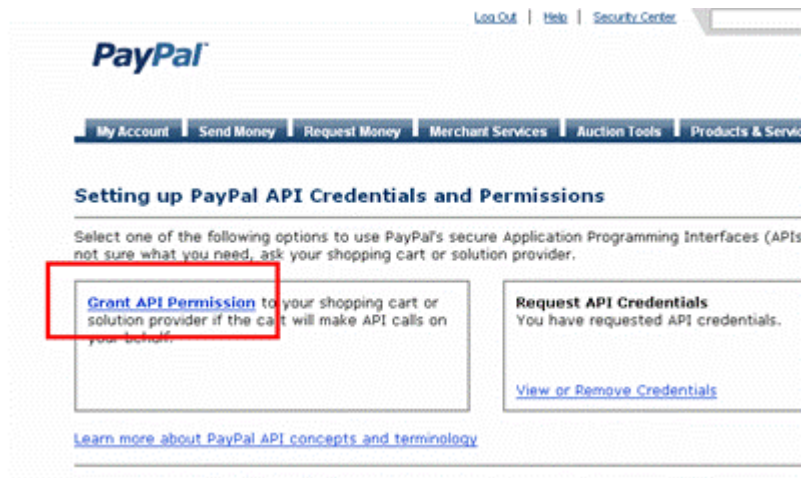 Log Out | Help | Security Center
PayPal
My Account Send Money Request Money Merchant Services Auction Tools Products & Servic
Setting up PayPal API Credentials and Permissions
Select one of the following options to use PayPal's secure Application Programming Interfaces (APIs
not sure what you need, ask your shopping cart or solution provider.
Grant API Permission to your shopping cart or
solution provider if the cart will make API calls on
your behalf.
Request API Credentials
You have requested API credentials.
View or Remove Credentials
Learn more about PayPal API concepts and terminology